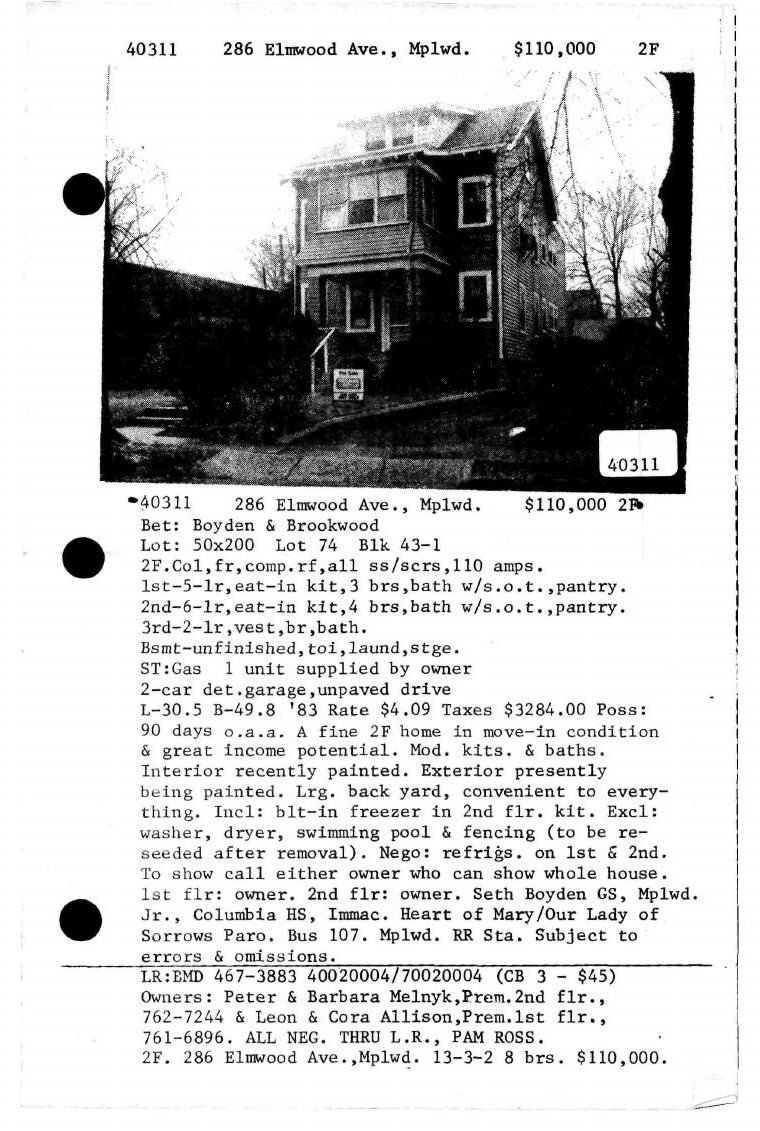 40311 286 Elmwood Ave., Mplwd. $110,000 2F
40311
40311 286 Elmwood Ave., Mplwd. $110,000 2F
Bet: Boyden & Brookwood
Lot: 50x200 Lot 74 Blk 43-1
2F.Col,fr,comp.rf,all ss/scrs,110 amps.
1st-5-lr,eat-in kit,3 brs,bath w/s.o.t.,pantry.
2nd-6-lr,eat-in kit,4 brs,bath w/s.o.t.,pantry.
3rd-2-lr,vest,br,bath.
Bsmt-unfinished,toi,laund,stge.
ST:Gas 1 unit supplied by owner
2-car det.garage,unpaved drive
L-30.5 B-49.8 '83 Rate $4.09 Taxes $3284.00 Poss:
90 days o.a.a. A fine 2F home in move-in condition
& great income potential. Mod. kits. & baths.
Interior recently painted. Exterior presently
being painted. Lrg. back yard, convenient to every-
thing. Incl: blt-in freezer in 2nd flr. kit. Excl:
washer, dryer, swimming pool & fencing (to be re-
seeded after removal). Nego: refrigs. on 1st & 2nd.
To show call either owner who can show whole house.
1st flr: owner. 2nd flr: owner. Seth Boyden GS, Mplwd.
Jr., Columbia HS, Immac. Heart of Mary/Our Lady of
Sorrows Paro. Bus 107. Mplwd. RR Sta. Subject to
errors & omissions.
LR:EMD 467-3883 40020004/70020004 (CB 3 - $45)
Owners: Peter & Barbara Melnyk,Prem.2nd flr.,
762-7244 & Leon & Cora Allison,Prem.1st flr.,
761-6896. ALL NEG. THRU L.R., PAM ROSS.
2F. 286 Elmwood Ave.,Mplwd. 13-3-2 8 brs. $110,000.